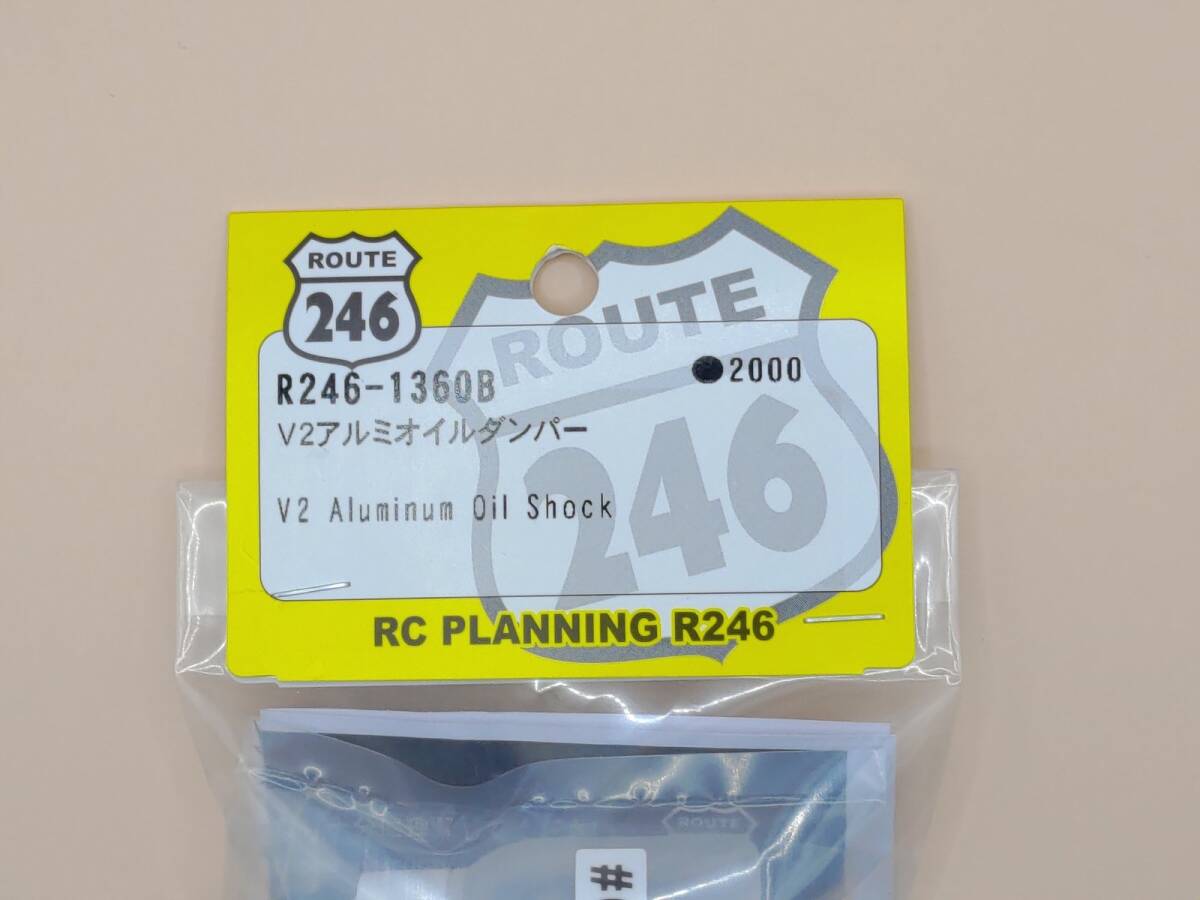 ROUTE
246
ROUTE
246
R246-1360B
●2000
V2アルミオイルダンパー
V2 Aluminum Oil Shock
RC PLANNING R246
ROUTE
#